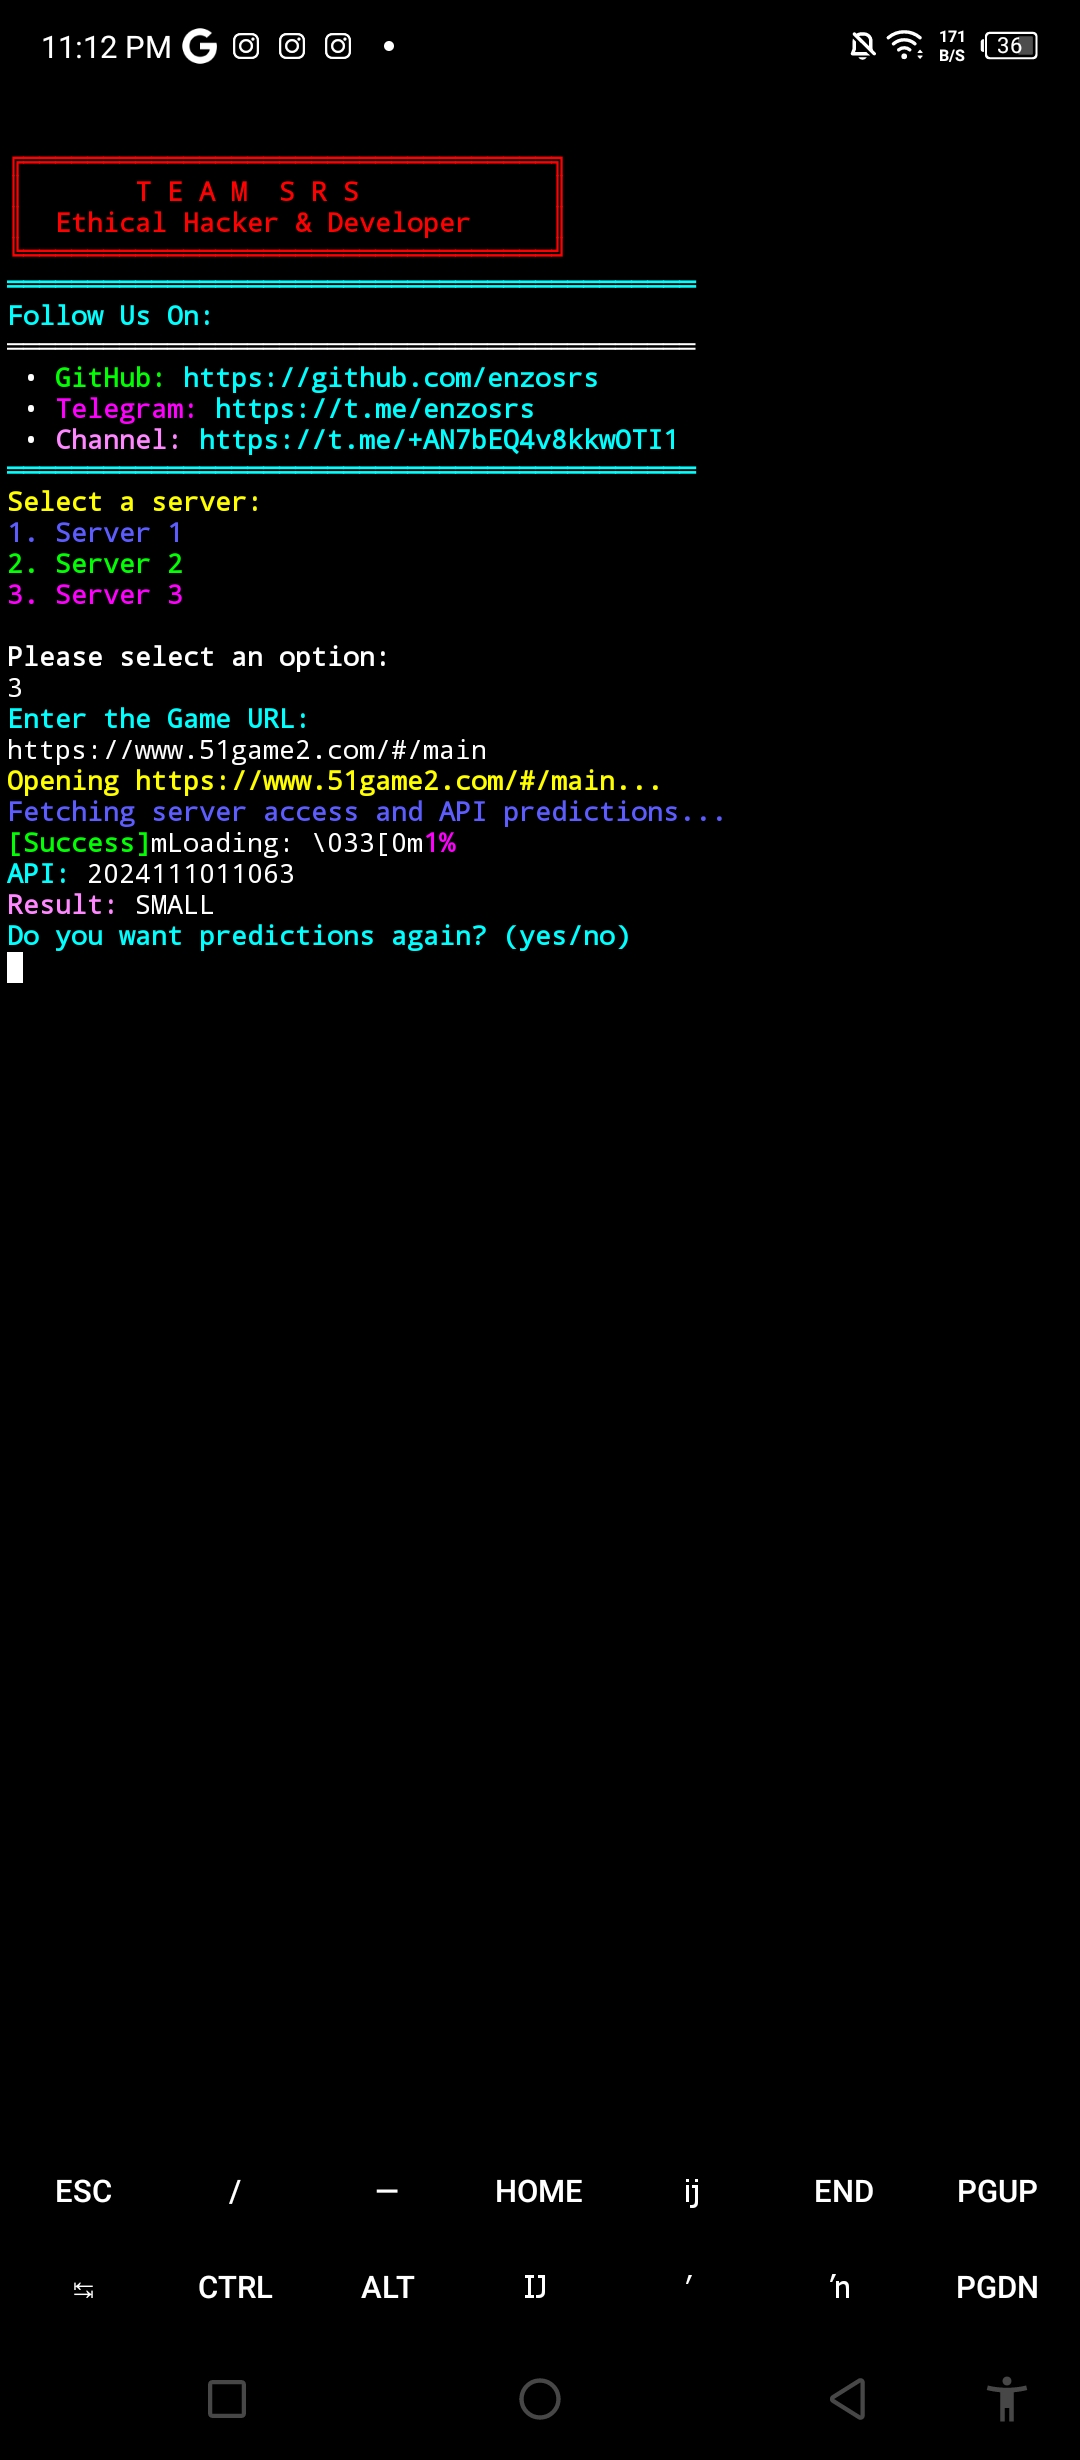 11:12 PM
171
B/S
36
T E A M  S R S
Ethical Hacker & Developer
Follow Us On:
• GitHub: https://github.com/enzosrs
• Telegram: https://t.me/enzosrs
• Channel: https://t.me/+AN7bEQ4v8kkwOTI1
Select a server:
1. Server 1
2. Server 2
3. Server 3
Please select an option:
3
Enter the Game URL:
https://www.51game2.com/#/main
Opening https://www.51game2.com/#/main...
Fetching server access and API predictions...
[Success]mLoading: \033[0m1%
API: 2024111011063
Result: SMALL
Do you want predictions again? (yes/no)
ESC / — HOME ĳ END PGUP
↹ CTRL ALT Ĳ ′ ŉ PGDN